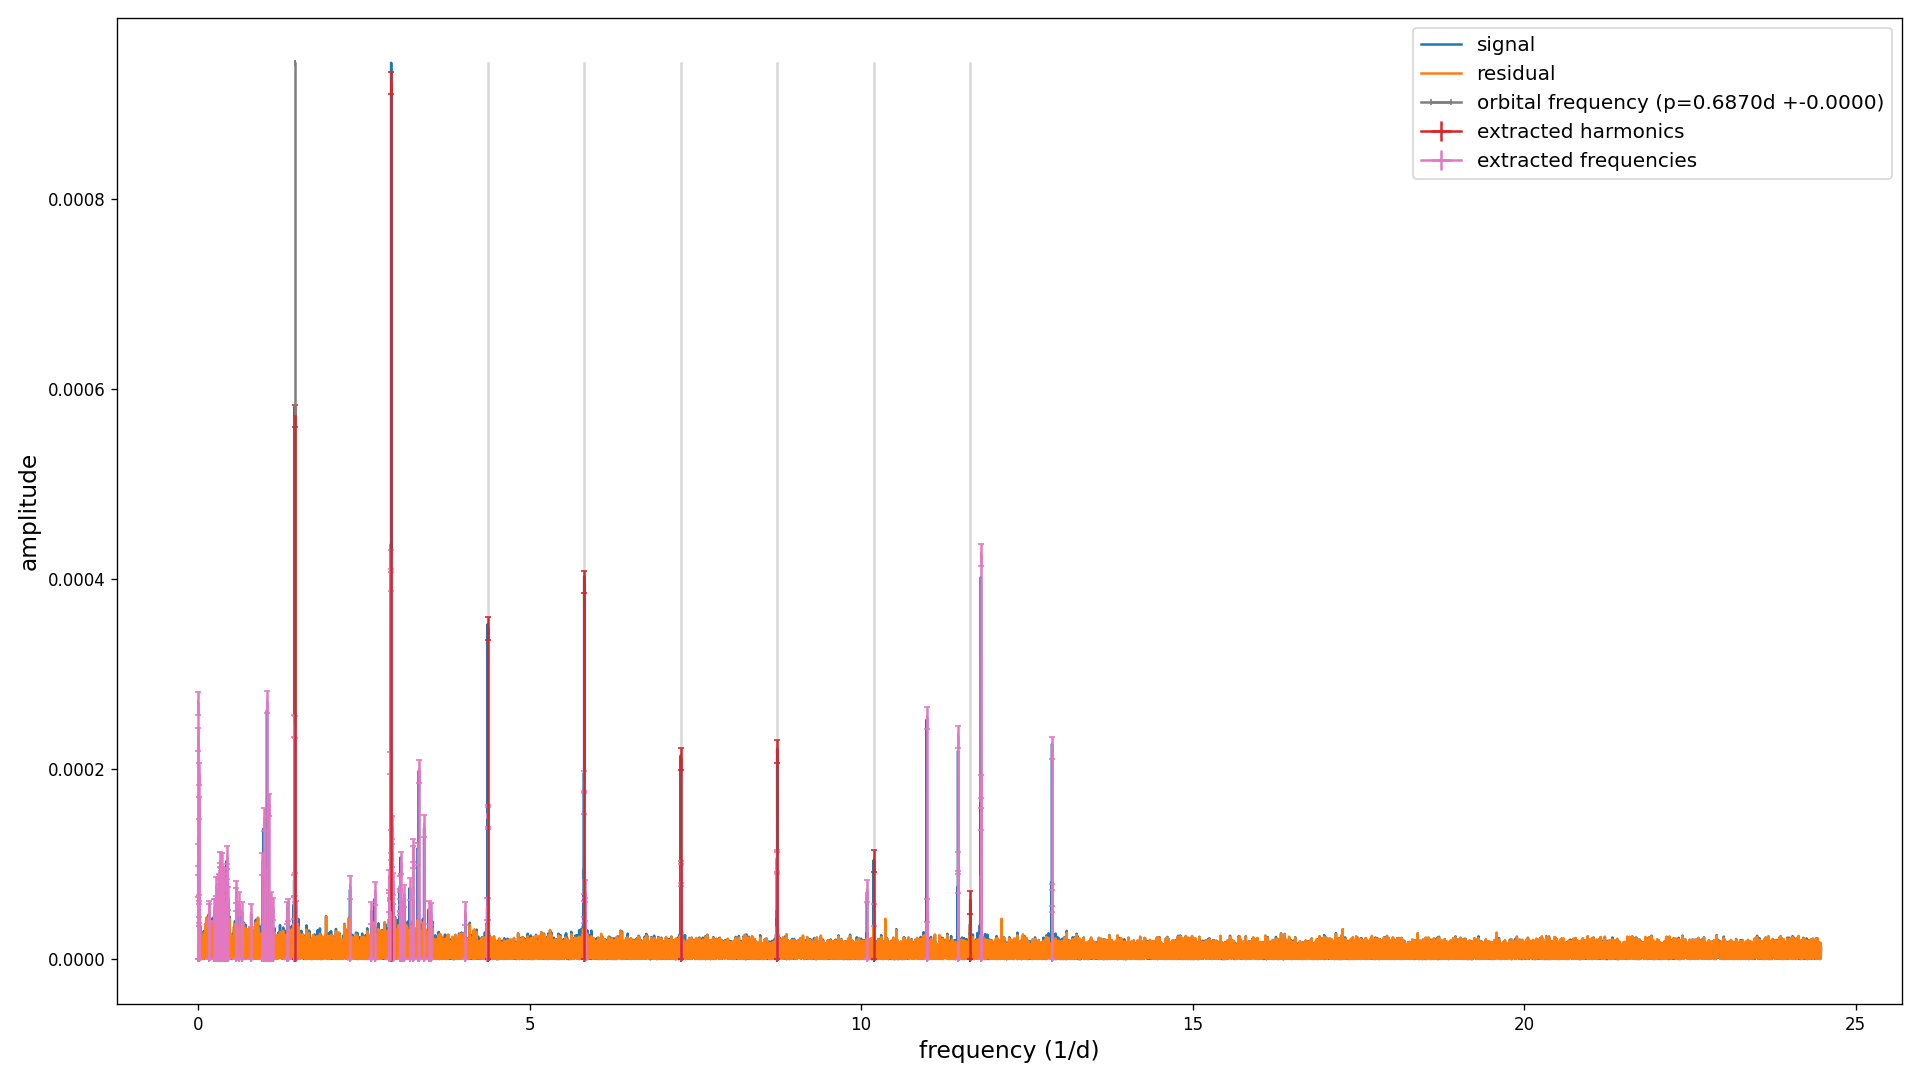 signal
residual
orbital frequency (p=0.6870d +-0.0000)
extracted harmonics
extracted frequencies
0.0008
0.0006
0.0004
0.0002
0.0000
amplitude
0 5 10 15 20 25
frequency (1/d)